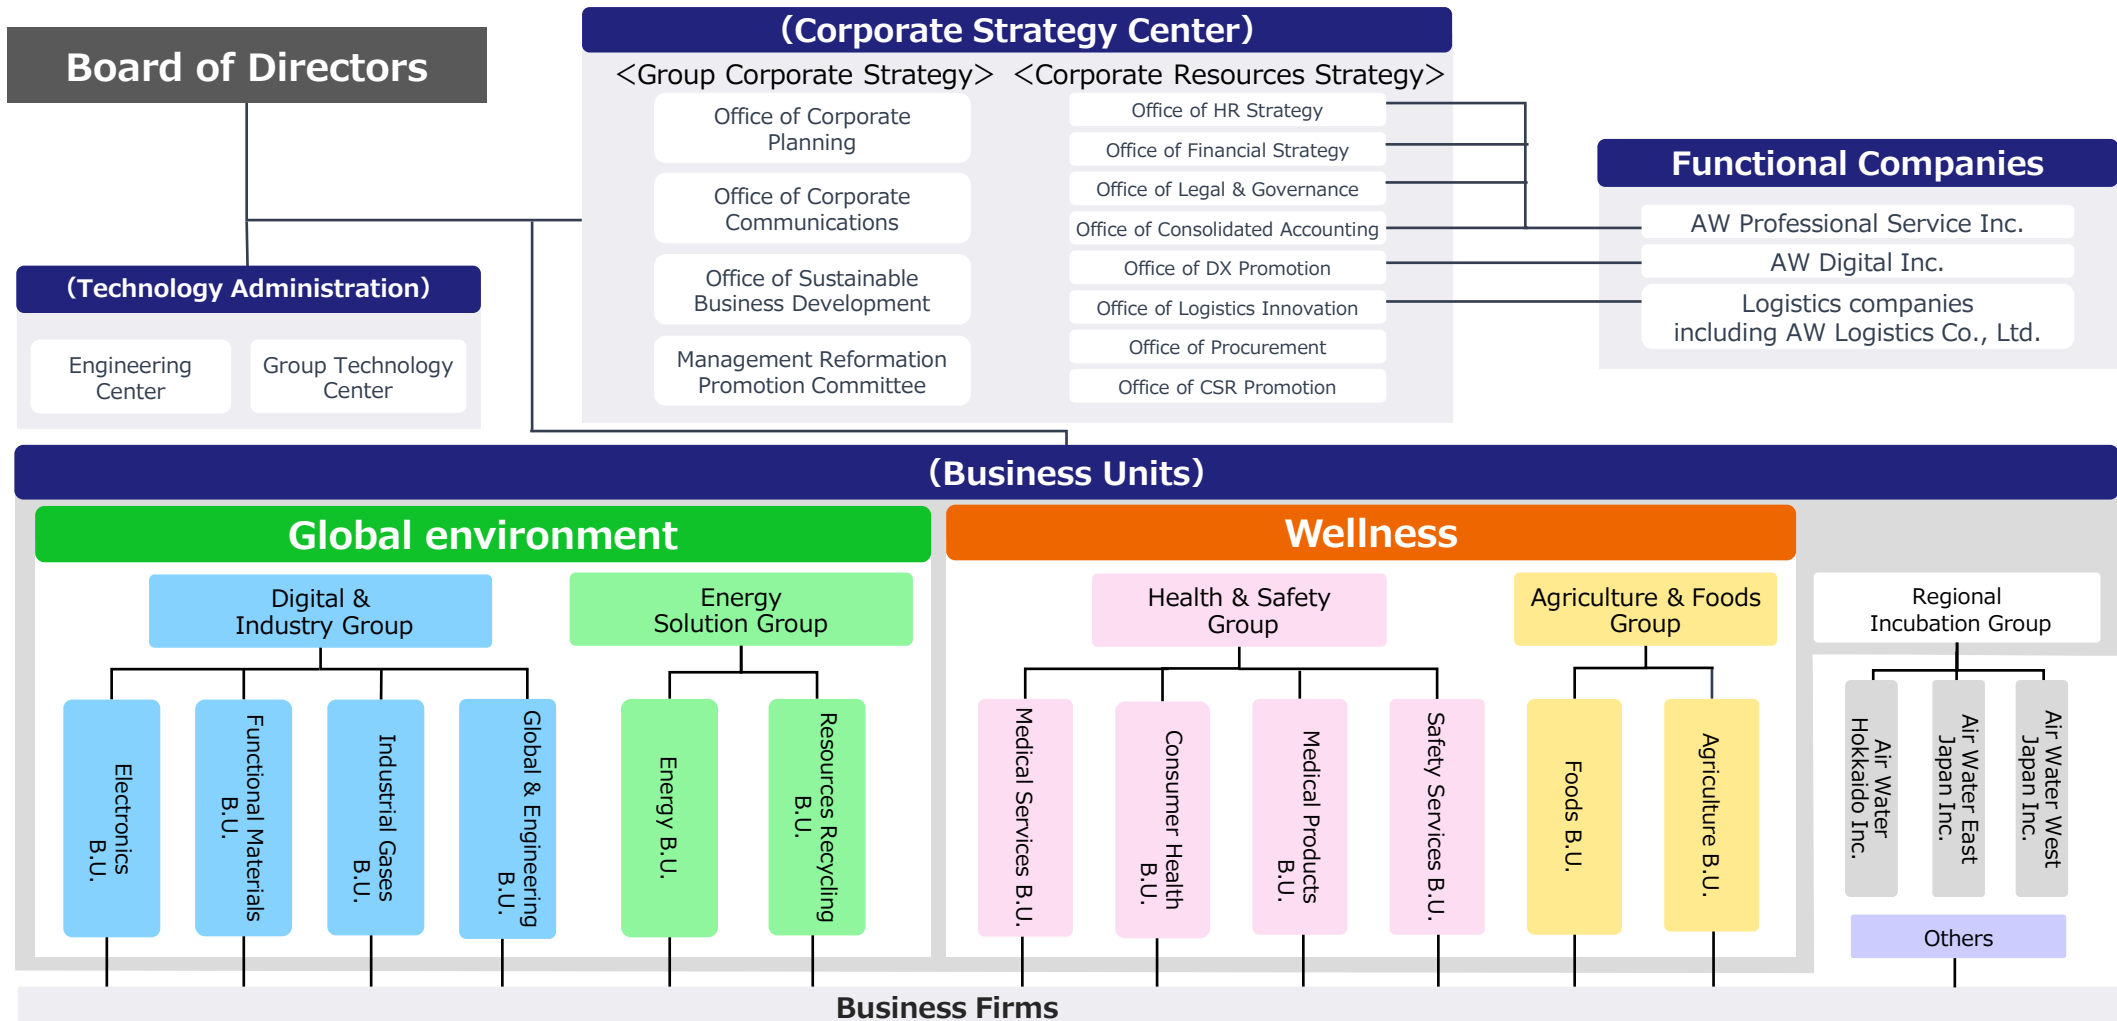 Board of Directors
(Corporate Strategy Center)
<Group Corporate Strategy>
Office of Corporate
Planning
Office of Corporate
Communications
Office of Sustainable
Business Development
Management Reformation
Promotion Committee
<Corporate Resources Strategy>
Office of HR Strategy
Office of Financial Strategy
Office of Legal & Governance
Office of Consolidated Accounting
Office of DX Promotion
Office of Logistics Innovation
Office of Procurement
Office of CSR Promotion
Functional Companies
AW Professional Service Inc.
AW Digital Inc.
Logistics companies
including AW Logistics Co., Ltd.
(Technology Administration)
Engineering
Center
Group Technology
Center
(Business Units)
Global environment
Digital &
Industry Group
Electronics
B.U.
Functional Materials
B.U.
Industrial Gases
B.U.
Global & Engineering
B.U.
Energy
Solution Group
Energy B.U.
Resources Recycling
B.U.
Wellness
Health & Safety
Group
Medical Services B.U.
Consumer Health
B.U.
Medical Products
B.U.
Safety Services B.U.
Agriculture & Foods
Group
Foods B.U.
Agriculture B.U.
Regional
Incubation Group
Air Water
Hokkaido Inc.
Air Water East
Japan Inc.
Air Water West
Japan Inc.
Others
Business Firms